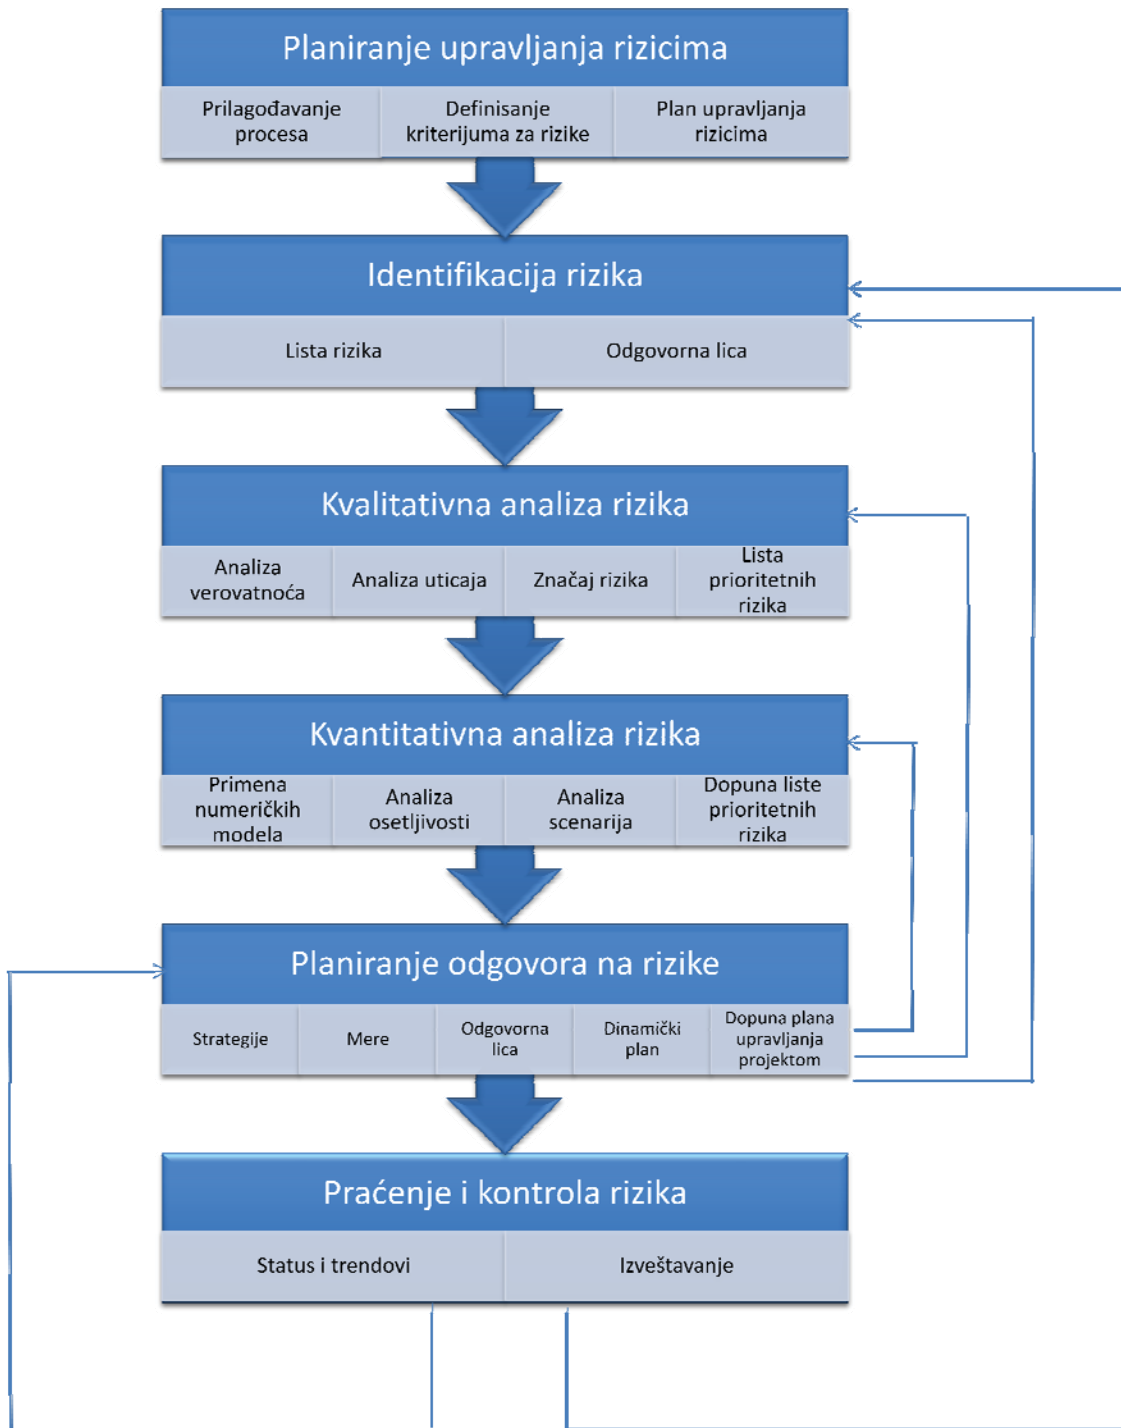 Planiranje upravljanja rizicima
Prilagođavanje
procesa
Definisanje
kriterijuma za rizike
Plan upravljanja
rizicima
Identifikacija rizika
Lista rizika
Odgovorna lica
Kvalitativna analiza rizika
Analiza
verovatnoća
Analiza uticaja
Značaj rizika
Lista
prioritetnih
rizika
Kvantitativna analiza rizika
Primena
numeričkih
modela
Analiza
osetljivosti
Analiza
scenarija
Dopuna liste
prioritetnih
rizika
Planiranje odgovora na rizike
Strategije
Mere
Odgovorna
lica
Dinamički
plan
Dopuna plana
upravljanja
projektom
Praćenje i kontrola rizika
Status i trendovi
Izveštavanje